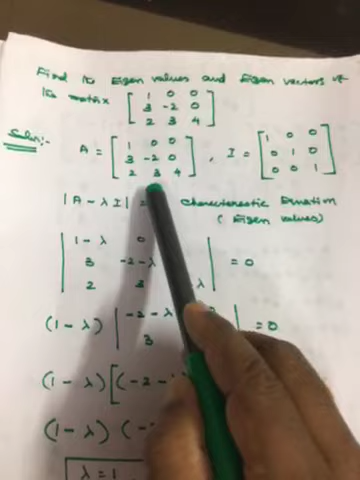 Find the Eigen values and Eigen vectors of
the matrix [ 1 0 0
3 -2 0
2 3 4 ]
Soln:- A = [ 1 0 0
3 -2 0
2 3 4 ] , I = [ 1 0 0
0 1 0
0 0 1 ]
|A - λI| = characterestic Equation
(Eigen values)
| 1-λ 0
3 -2-λ
2 3 λ | = 0
(1-λ) | -2-λ
3 | = 0
(1-λ) [(-2-
(1-λ) (-
λ = 1